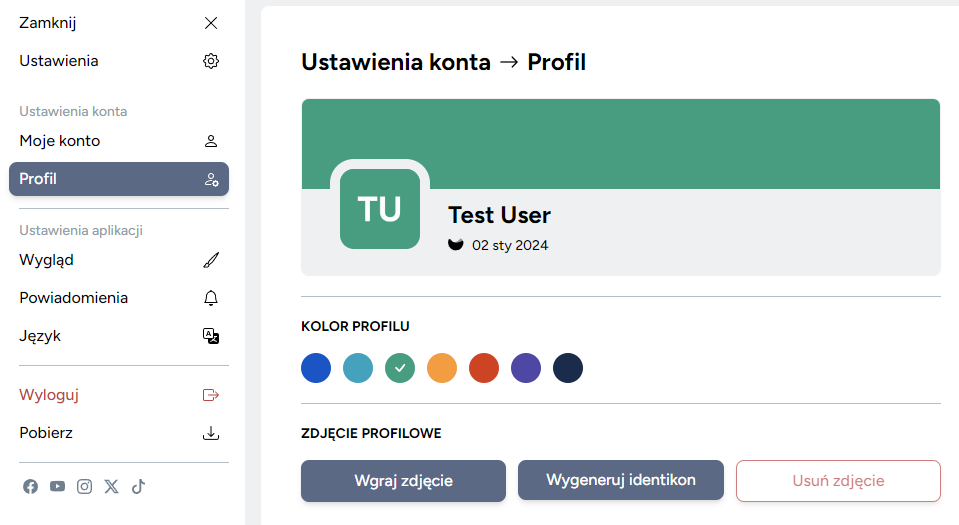 Zamknij
Ustawienia
Ustawienia konta
Moje konto
Profil
Ustawienia aplikacji
Wygląd
Powiadomienia
Język
Wyloguj
Pobierz
Ustawienia konta → Profil
TU
Test User
02 sty 2024
KOLOR PROFILU
ZDJĘCIE PROFILOWE
Wgraj zdjęcie
Wygeneruj identikon
Usuń zdjęcie